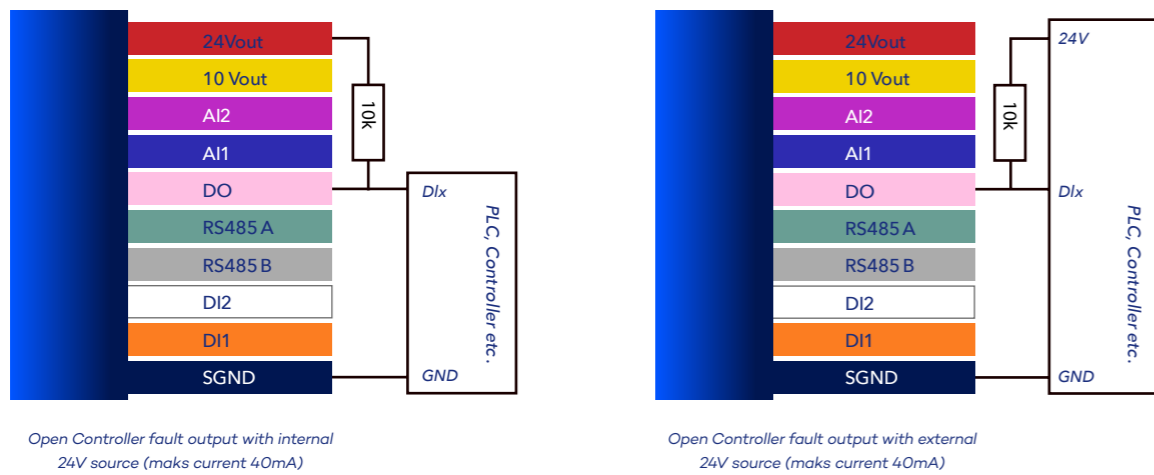 24Vout
10 Vout
AI2
AI1
DO
RS485 A
RS485 B
DI2
DI1
SGND
10k
DIx
PLC, Controller etc.
GND
Open Controller fault output with internal
24V source (maks current 40mA)
24Vout
10 Vout
AI2
AI1
DO
RS485 A
RS485 B
DI2
DI1
SGND
24V
10k
DIx
PLC, Controller etc.
GND
Open Controller fault output with external
24V source (maks current 40mA)